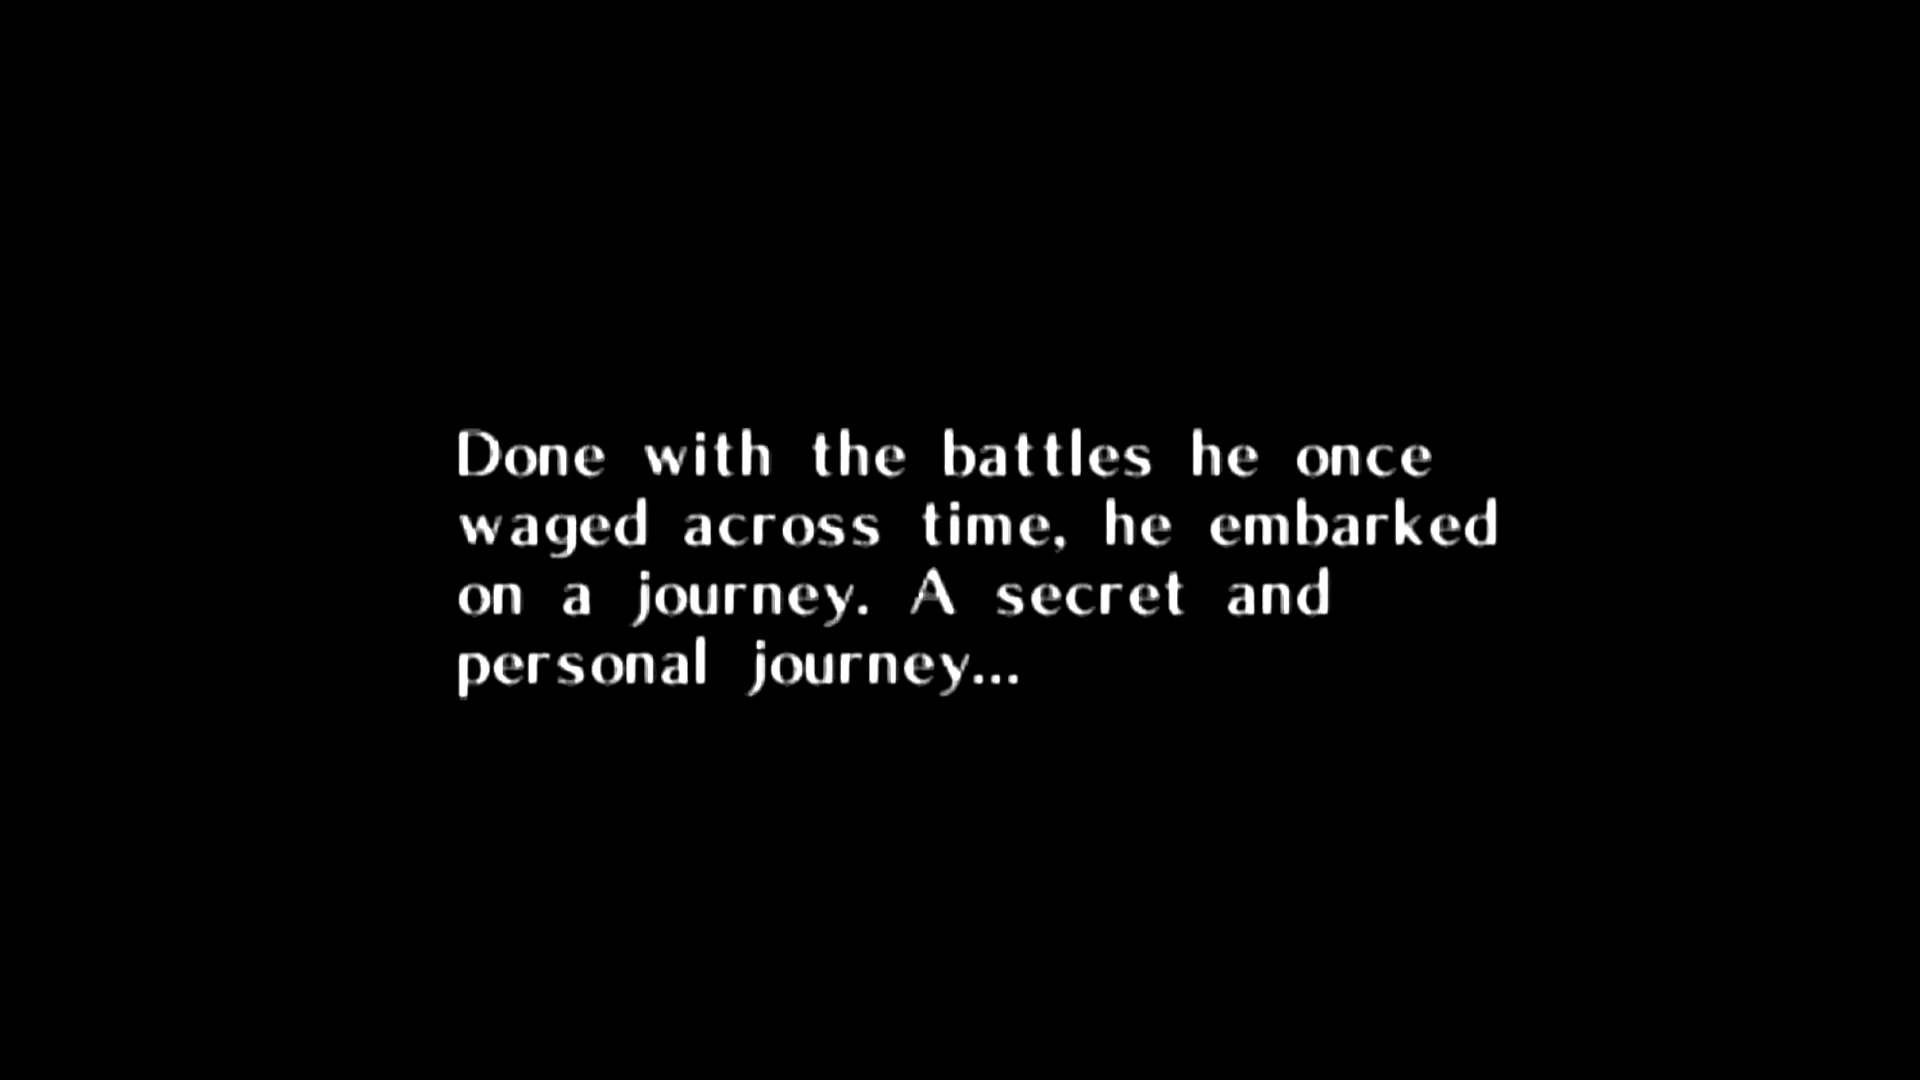 Done with the battles he once
waged across time, he embarked
on a journey. A secret and
personal journey...